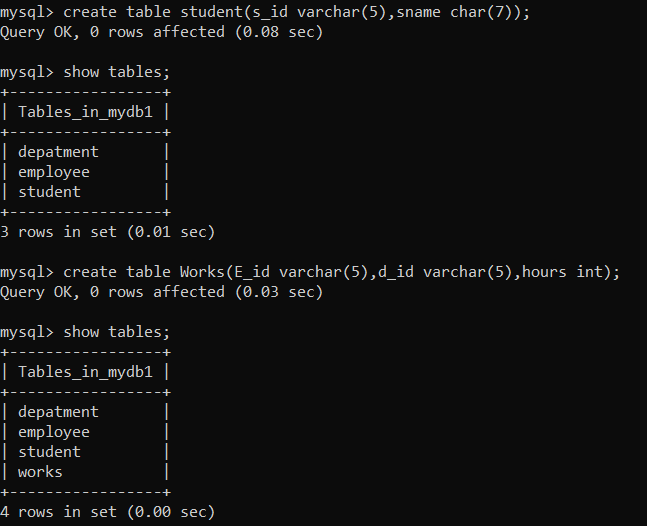 mysql> create table student(s_id varchar(5),sname char(7));
Query OK, 0 rows affected (0.08 sec)
mysql> show tables;
+-----------------+
| Tables_in_mydb1 |
+-----------------+
| depatment       |
| employee        |
| student         |
+-----------------+
3 rows in set (0.01 sec)
mysql> create table Works(E_id varchar(5),d_id varchar(5),hours int);
Query OK, 0 rows affected (0.03 sec)
mysql> show tables;
+-----------------+
| Tables_in_mydb1 |
+-----------------+
| depatment       |
| employee        |
| student         |
| works           |
+-----------------+
4 rows in set (0.00 sec)